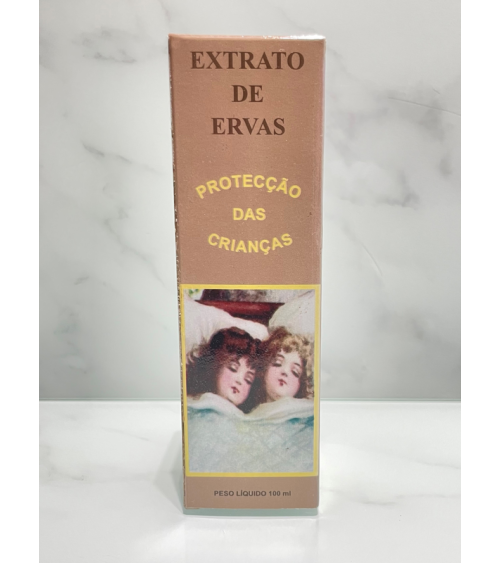 EXTRATO
DE
ERVAS
PROTECÇÃO
DAS
CRIANÇAS
PESO LÍQUIDO 100 ml